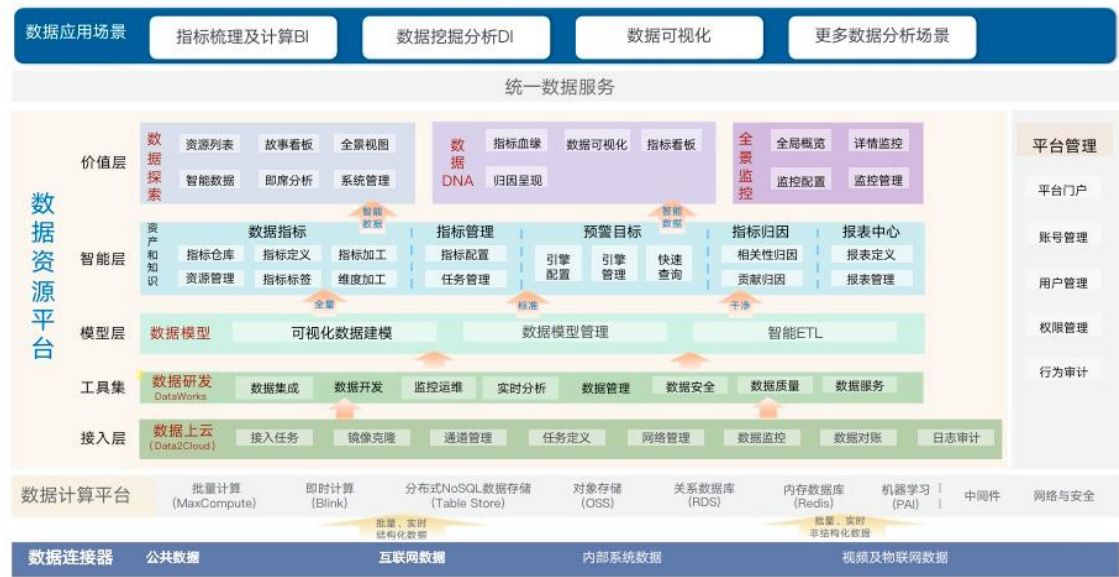 数据应用场景 指标梳理及计算BI 数据挖掘分析DI 数据可视化 更多数据分析场景
统一数据服务
数据资源平台
价值层
数据探索
资源列表 故事看板 全景视图
智能数据 即席分析 系统管理
数据DNA
指标血缘 数据可视化 指标看板
归因呈现
全景监控
全局概览 详情监控
监控配置 监控管理
智能数据 智能数据
智能层
资产和知识
数据指标
指标仓库 指标定义 指标加工
资源管理 指标标签 维度加工
指标管理
指标配置
任务管理
预警目标
引擎配置 引擎管理 快速查询
指标归因
相关性归因
贡献归因
报表中心
报表定义
报表管理
全量 标准 干净
模型层 数据模型 可视化数据建模 数据模型管理 智能ETL
工具集 数据研发 DataWorks 数据集成 数据开发 监控运维 实时分析 数据管理 数据安全 数据质量 数据服务
接入层 数据上云 (Data2Cloud) 接入任务 镜像克隆 通道管理 任务定义 网络管理 数据监控 数据对账 日志审计
平台管理
平台门户
账号管理
用户管理
权限管理
行为审计
数据计算平台 批量计算 (MaxCompute) 即时计算 (Blink) 分布式NoSQL数据存储 (Table Store) 对象存储 (OSS) 关系数据库 (RDS) 内存数据库 (Redis) 机器学习 (PAI) 中间件 网络与安全
批量、实时
结构化数据
批量、实时
非结构化数据
数据连接器 公共数据 互联网数据 内部系统数据 视频及物联网数据